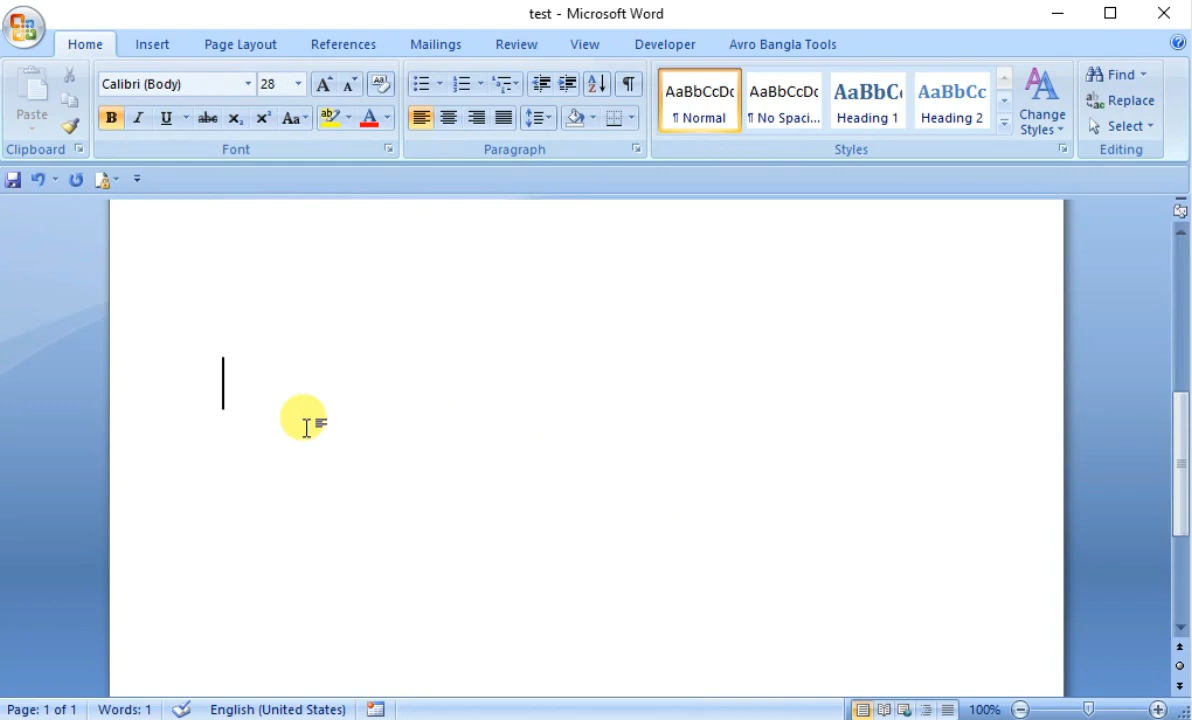 test - Microsoft Word
Home Insert Page Layout References Mailings Review View Developer Avro Bangla Tools
Paste
Clipboard
Calibri (Body) 28
B I U abc X₂ X² Aa ab A
Font
Paragraph
AaBbCcDc ¶ Normal
AaBbCcDc ¶ No Spaci...
AaBbC Heading 1
AaBbCc Heading 2
Change Styles
Styles
Find
Replace
Select
Editing
Page: 1 of 1 Words: 1 English (United States) 100%